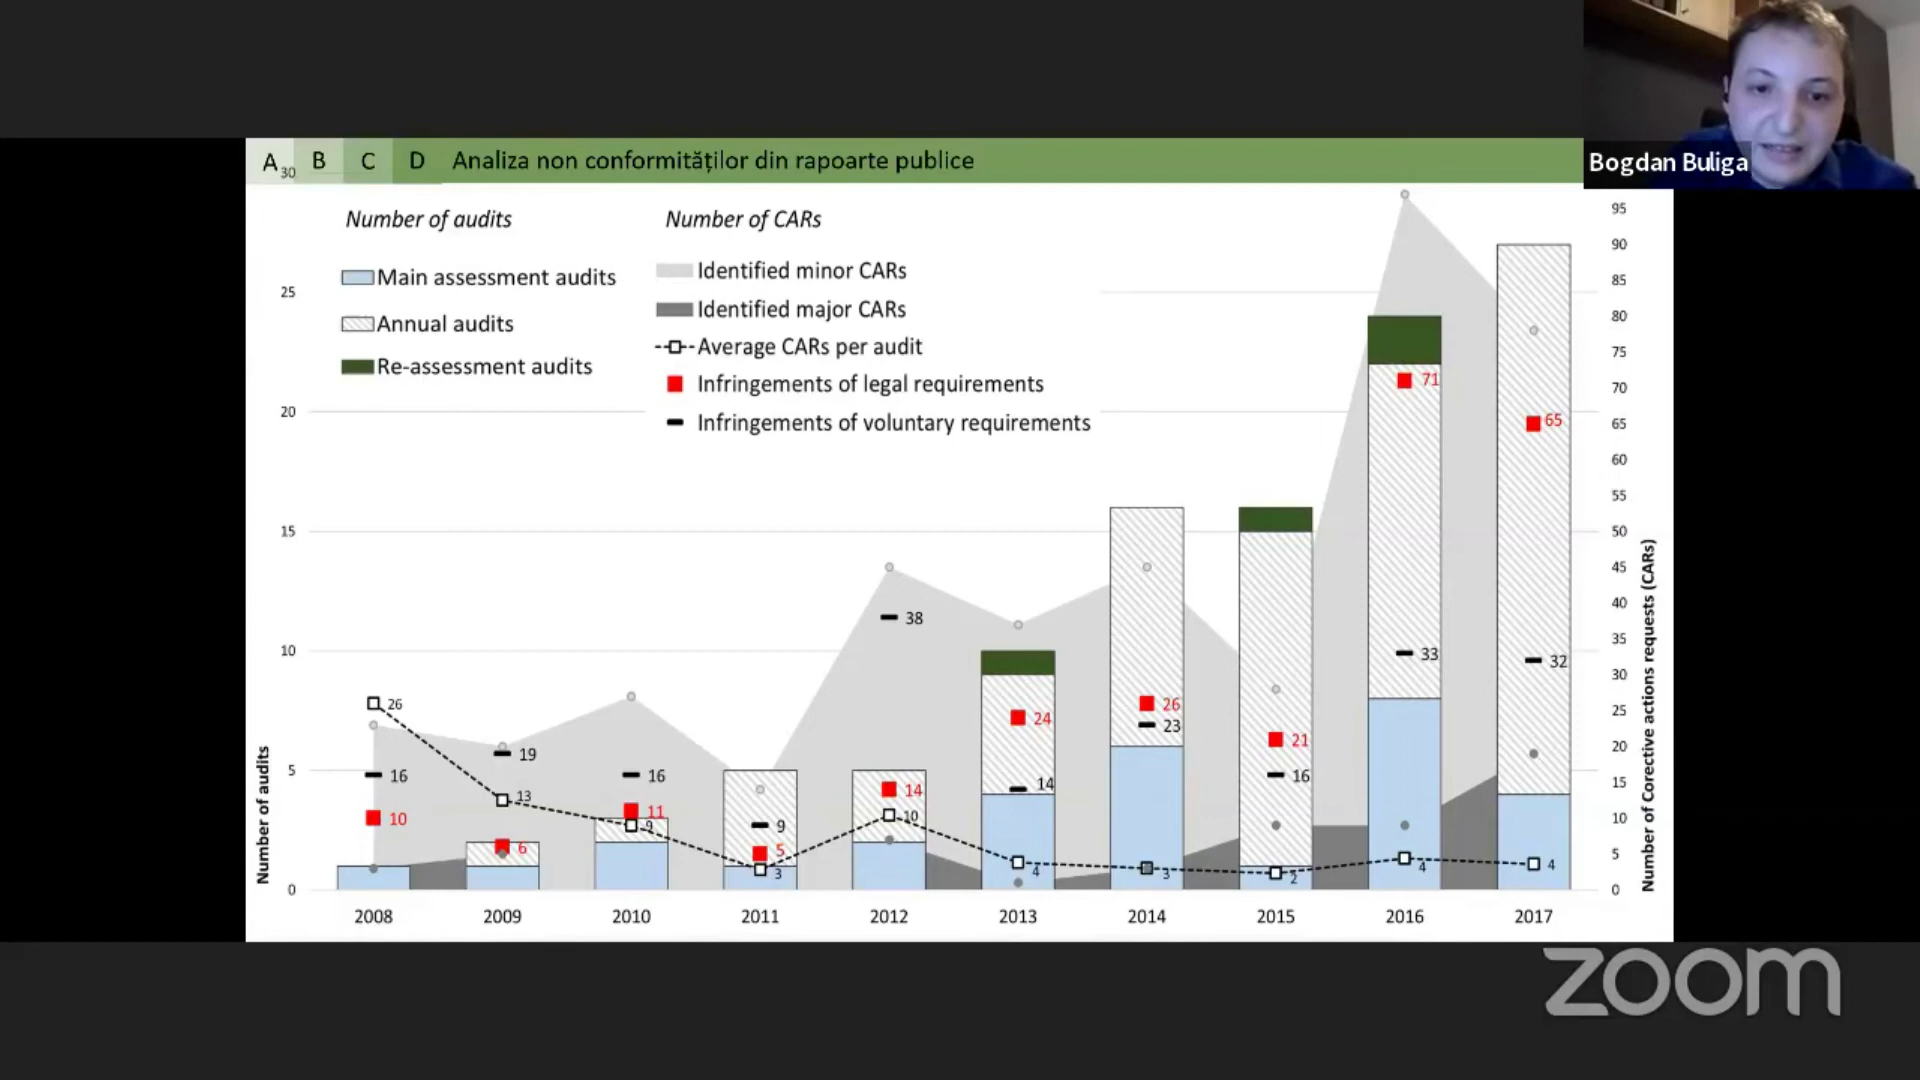 Bogdan Buliga
A B C D Analiza non conformităților din rapoarte publice
Number of audits
Main assessment audits
Annual audits
Re-assessment audits
Number of CARs
Identified minor CARs
Identified major CARs
Average CARs per audit
Infringements of legal requirements
Infringements of voluntary requirements
30
25
20
15
10
5
0
Number of audits
95
90
85
80
75
70
65
60
55
50
45
40
35
30
25
20
15
10
5
0
Number of Corective actions requests (CARs)
26 16 10
19 13 6
16 11 9
9 5 3
38 14 10
24 14 4
26 23 3
21 16 2
71 33 4
65 32 4
2008 2009 2010 2011 2012 2013 2014 2015 2016 2017
zoom